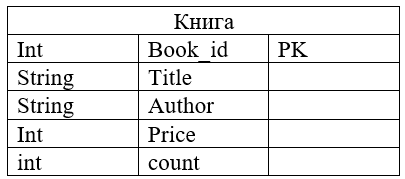 Книга
Int Book_id PK
String Title
String Author
Int Price
int count